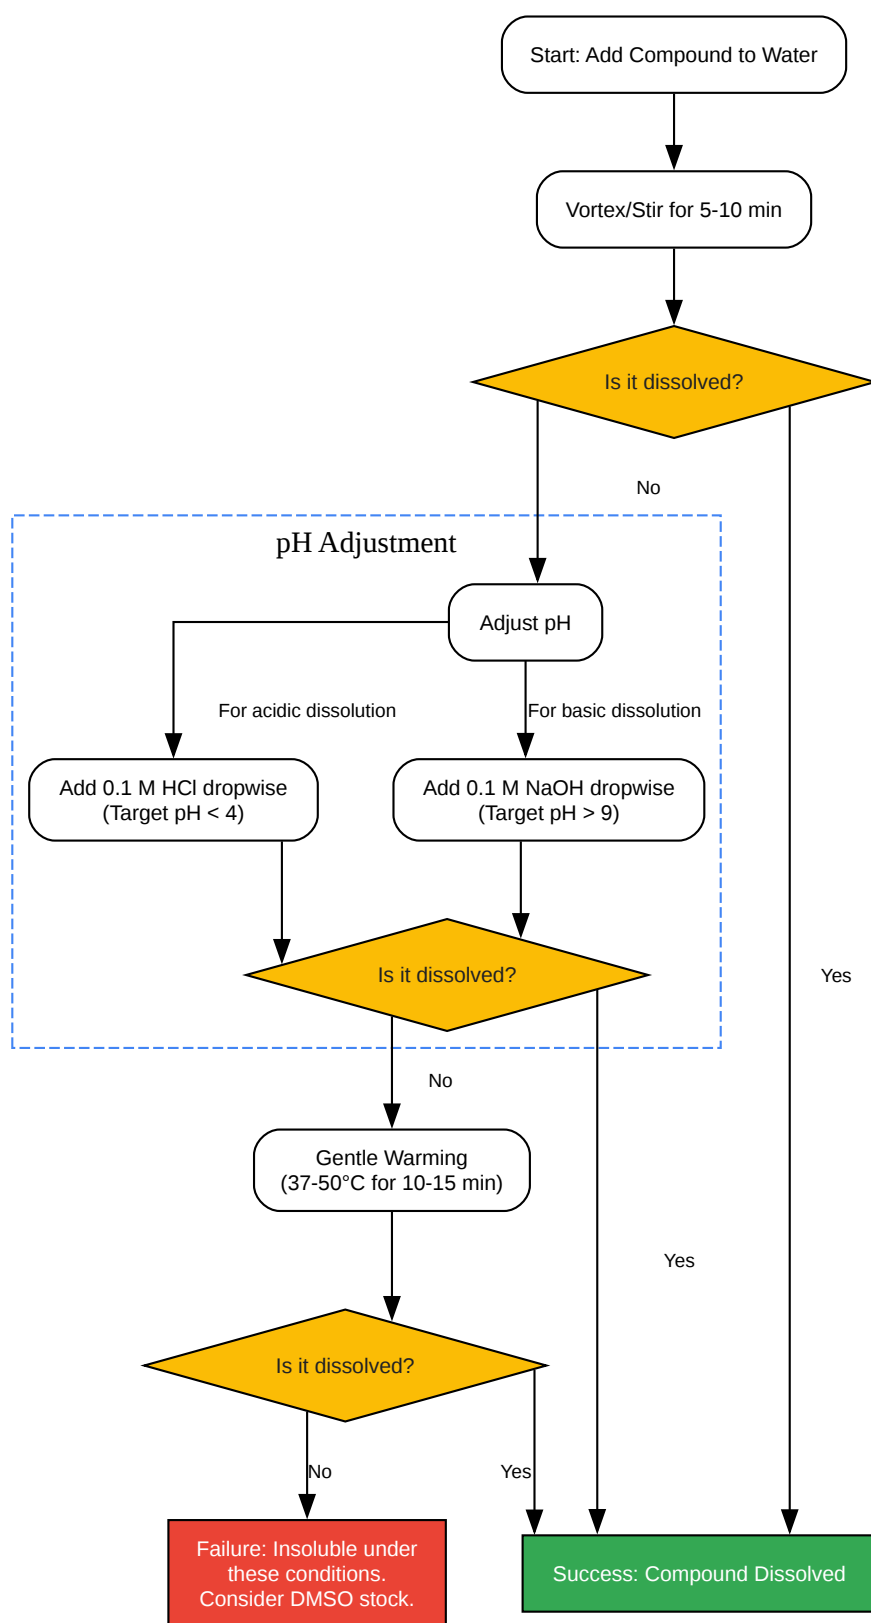 Start: Add Compound to Water
Vortex/Stir for 5-10 min
Is it dissolved?
No
pH Adjustment
Adjust pH
For acidic dissolution
For basic dissolution
Add 0.1 M HCl dropwise
(Target pH < 4)
Add 0.1 M NaOH dropwise
(Target pH > 9)
Is it dissolved?
Yes
No
Gentle Warming
(37-50°C for 10-15 min)
Yes
Is it dissolved?
No
Yes
Failure: Insoluble under
these conditions.
Consider DMSO stock.
Success: Compound Dissolved